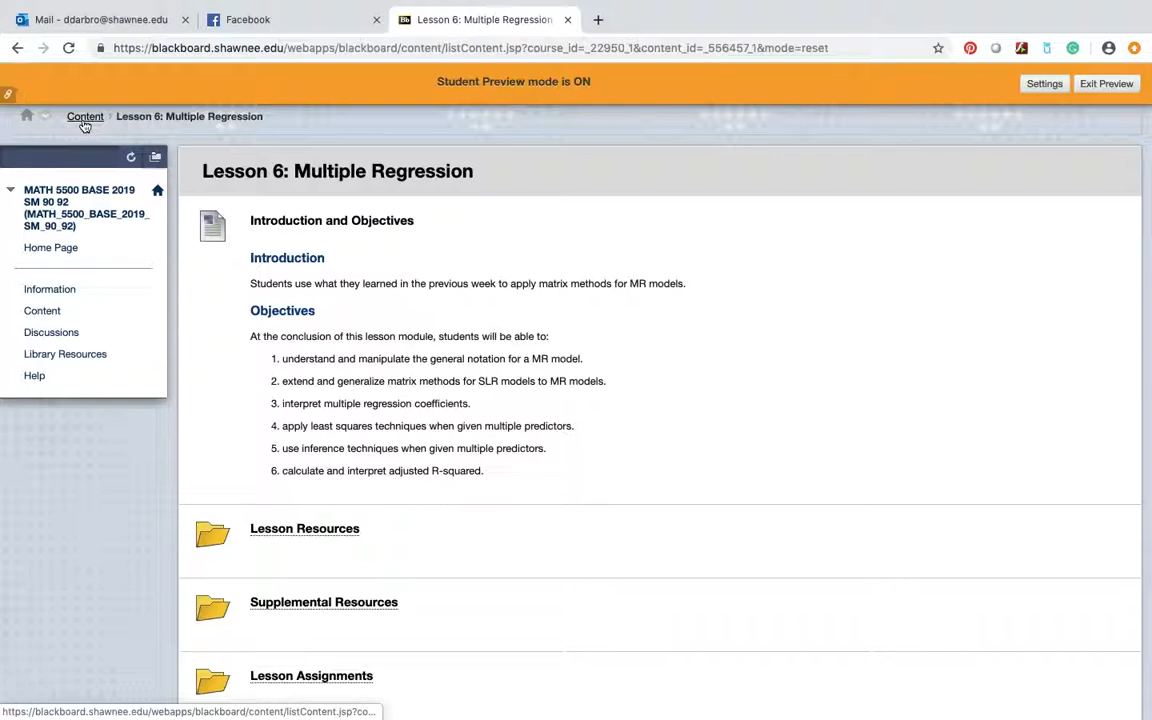 Mail - ddarbro@shawnee.edu
Facebook
Bb Lesson 6: Multiple Regression
https://blackboard.shawnee.edu/webapps/blackboard/content/listContent.jsp?course_id=_22950_1&content_id=_556457_1&mode=reset
Student Preview mode is ON
Settings
Exit Preview
Content
Lesson 6: Multiple Regression
MATH 5500 BASE 2019
SM 90 92
(MATH_5500_BASE_2019_
SM_90_92)
Home Page
Information
Content
Discussions
Library Resources
Help
Lesson 6: Multiple Regression
Introduction and Objectives
Introduction
Students use what they learned in the previous week to apply matrix methods for MR models.
Objectives
At the conclusion of this lesson module, students will be able to:
1. understand and manipulate the general notation for a MR model.
2. extend and generalize matrix methods for SLR models to MR models.
3. interpret multiple regression coefficients.
4. apply least squares techniques when given multiple predictors.
5. use inference techniques when given multiple predictors.
6. calculate and interpret adjusted R-squared.
Lesson Resources
Supplemental Resources
Lesson Assignments
https://blackboard.shawnee.edu/webapps/blackboard/content/listContent.jsp?co...